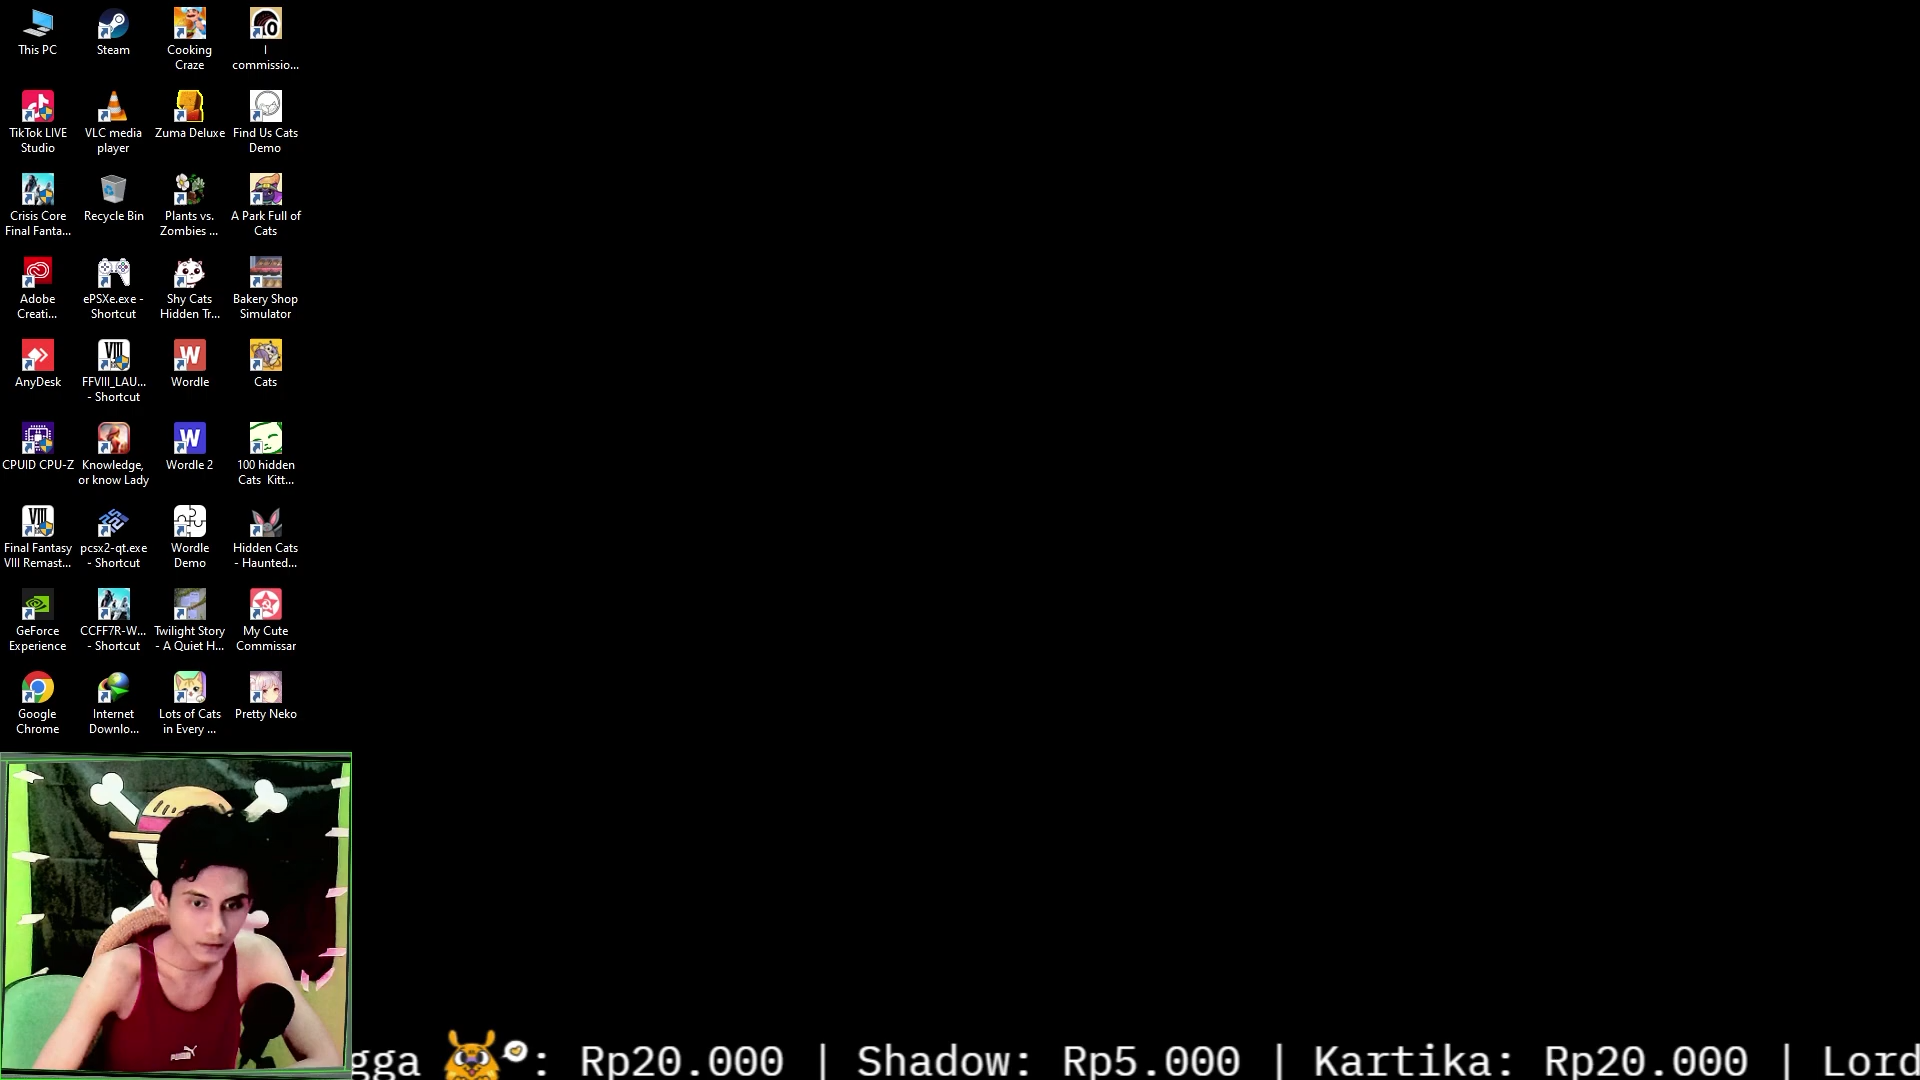 This PC
Steam
Cooking
Craze
I
commissio...
TikTok LIVE
Studio
VLC media
player
Zuma Deluxe
Find Us Cats
Demo
Crisis Core
Final Fanta...
Recycle Bin
Plants vs.
Zombies ...
A Park Full of
Cats
Adobe
Creati...
ePSXe.exe -
Shortcut
Shy Cats
Hidden Tr...
Bakery Shop
Simulator
AnyDesk
FFVIII_LAU...
- Shortcut
Wordle
Cats
CPUID CPU-Z
Knowledge,
or know Lady
Wordle 2
100 hidden
Cats Kitt...
Final Fantasy
VIII Remast...
pcsx2-qt.exe
- Shortcut
Wordle
Demo
Hidden Cats
- Haunted...
GeForce
Experience
CCFF7R-W...
- Shortcut
Twilight Story
- A Quiet H...
My Cute
Commissar
Google
Chrome
Internet
Downlo...
Lots of Cats
in Every ...
Pretty Neko
gga : Rp20.000 | Shadow: Rp5.000 | Kartika: Rp20.000 | Lord